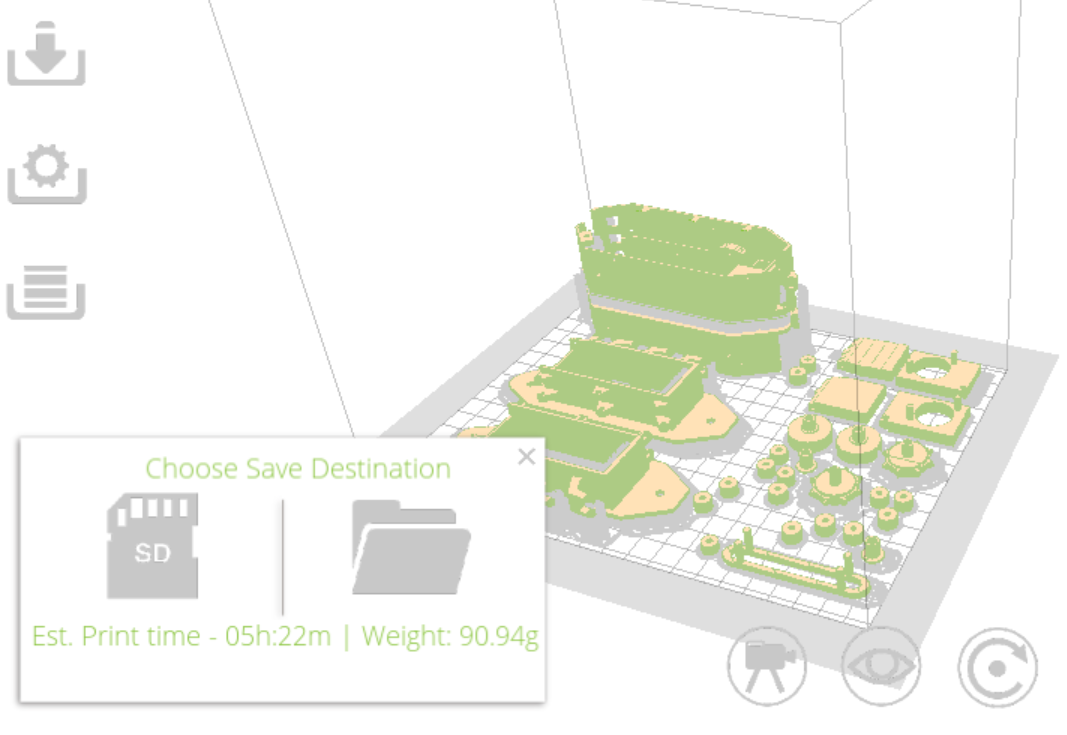 Choose Save Destination
SD
Est. Print time - 05h:22m | Weight: 90.94g